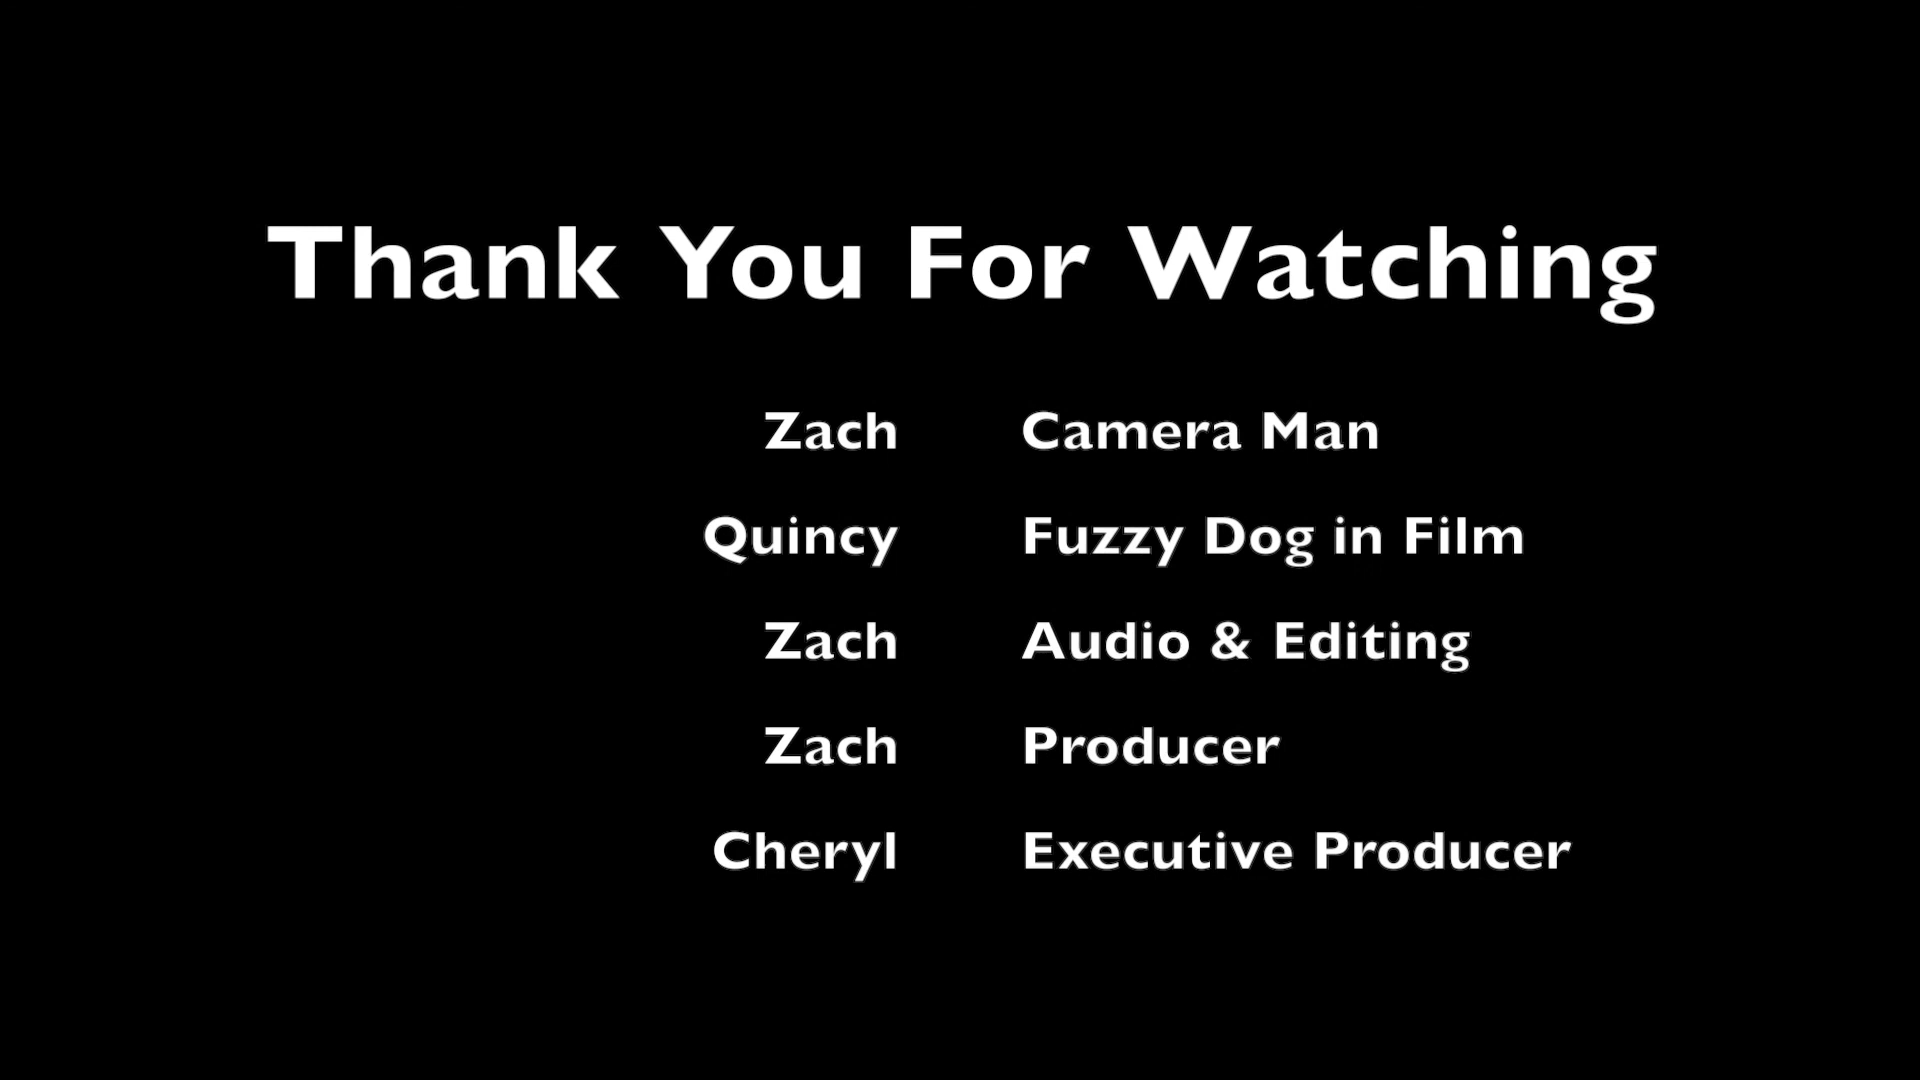 Thank You For Watching
Zach Camera Man
Quincy Fuzzy Dog in Film
Zach Audio & Editing
Zach Producer
Cheryl Executive Producer